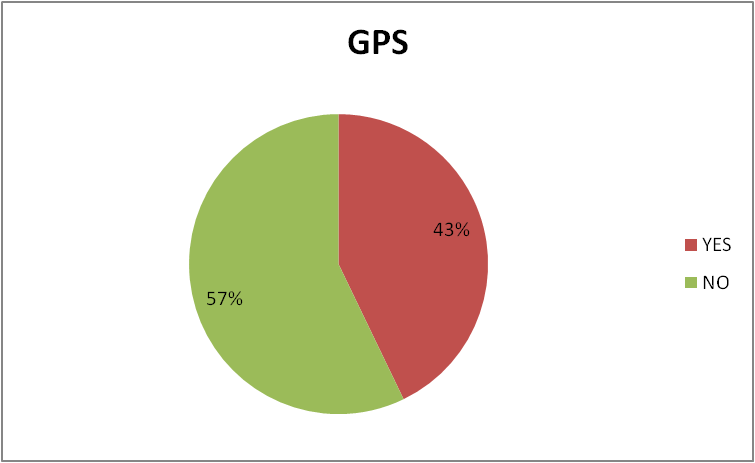 GPS
43%
57%
YES
NO